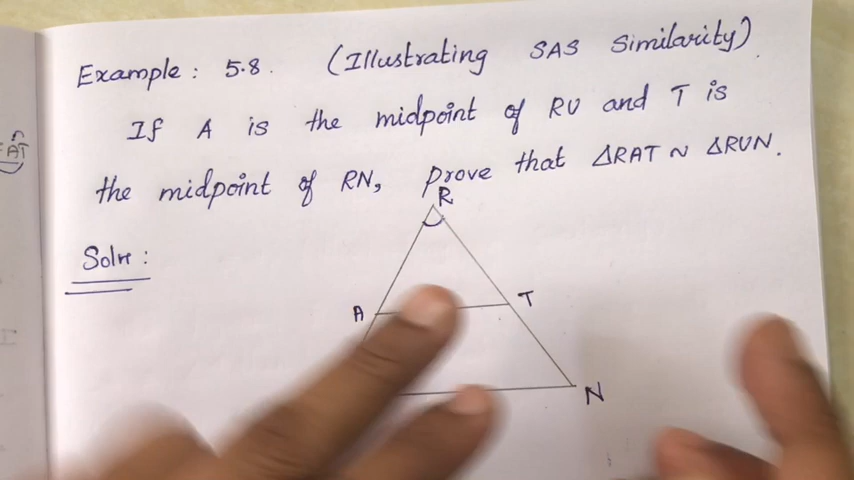 Example: 5.8. (Illustrating SAS Similarity)
If A is the midpoint of RU and T is
the midpoint of RN, prove that ΔRAT ~ ΔRUN.
R
Soln:
A
T
N